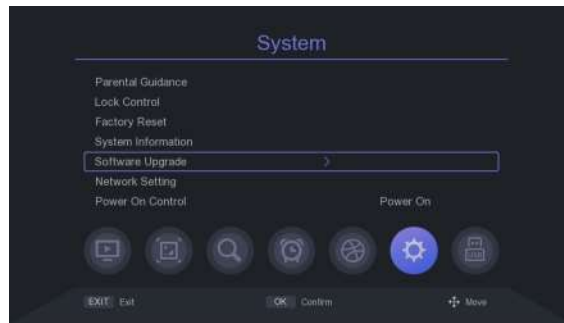 System
Parental Guidance
Lock Control
Factory Reset
System Information
Software Upgrade >
Network Setting
Power On Control Power On
USB
EXIT Exit OK Confirm Move